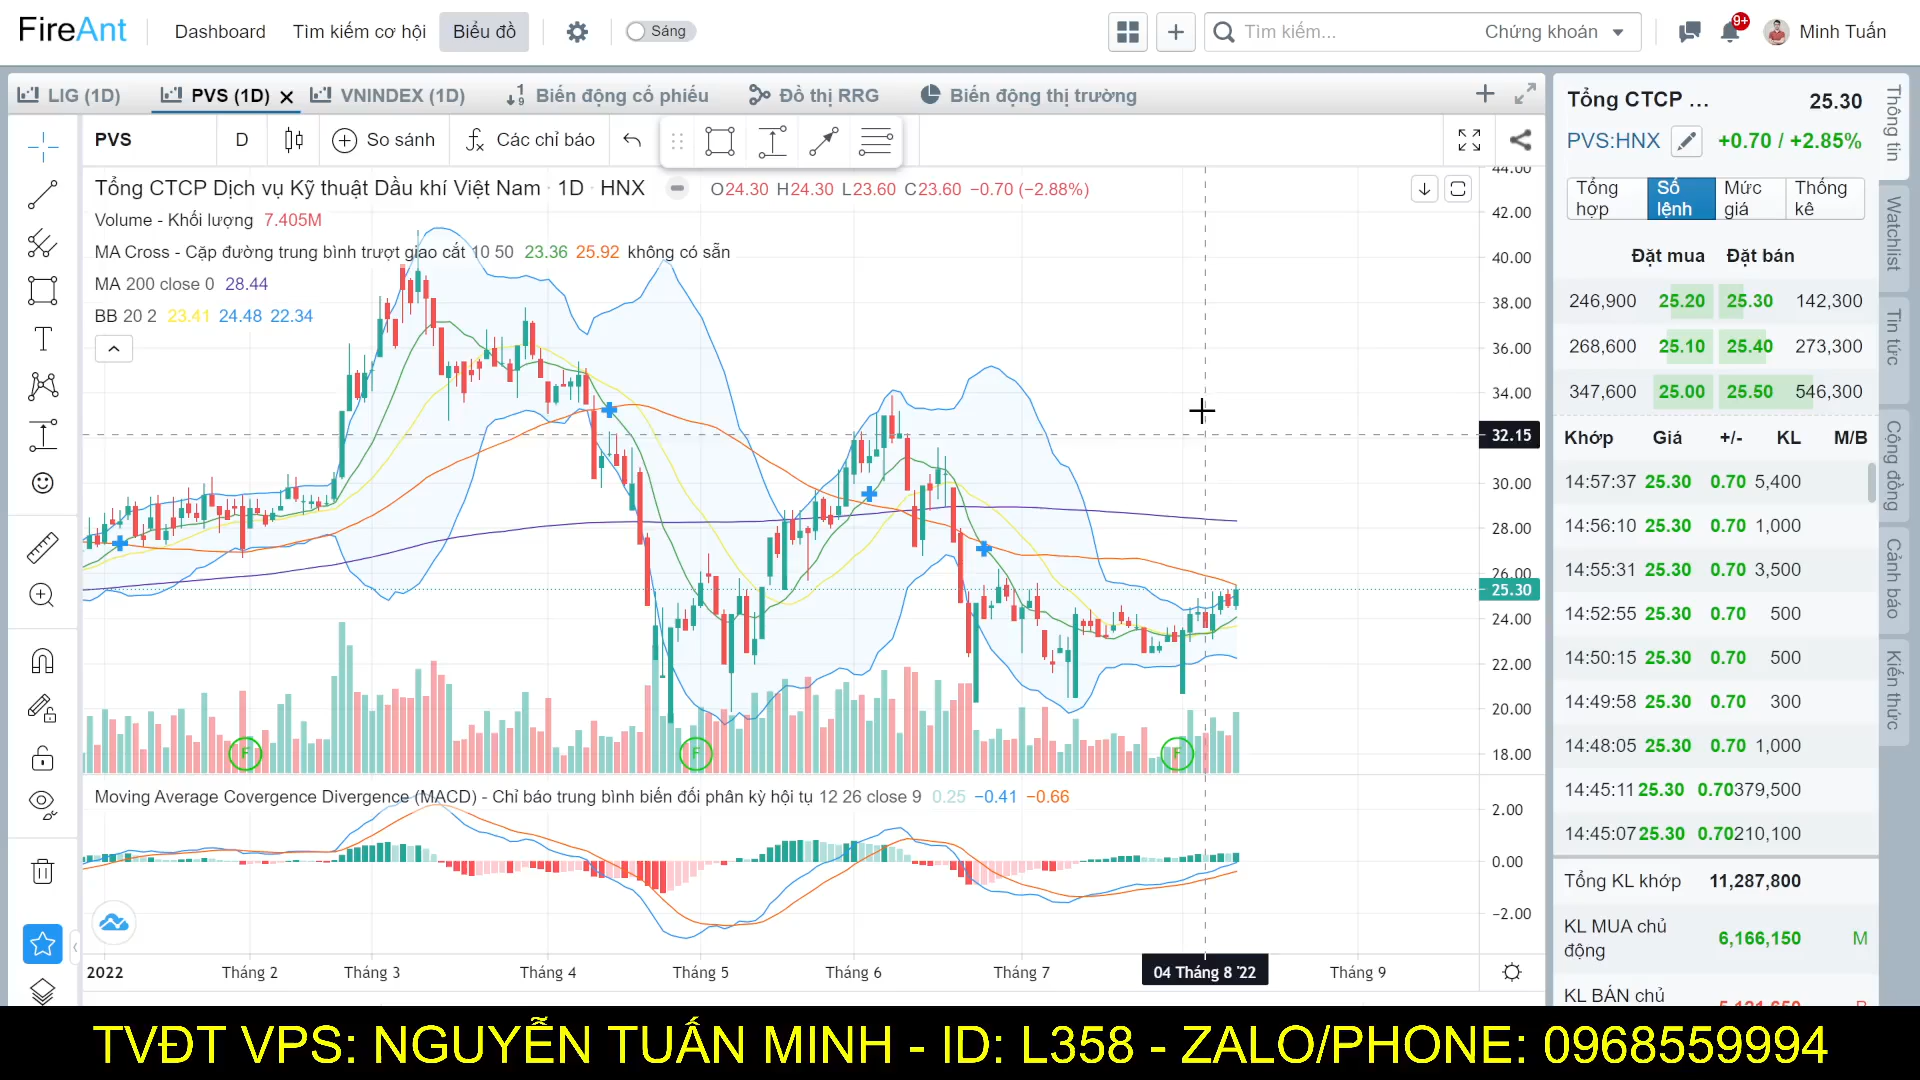 FireAnt
Dashboard
Tìm kiếm cơ hội
Biểu đồ
Sáng
Tìm kiếm...
Chứng khoán
9+
Minh Tuấn
LIG (1D)
PVS (1D)
VNINDEX (1D)
Biến động cổ phiếu
Đồ thị RRG
Biến động thị trường
PVS
D
So sánh
Các chỉ báo
Tổng CTCP Dịch vụ Kỹ thuật Dầu khí Việt Nam · 1D · HNX
O24.30 H24.30 L23.60 C23.60 −0.70 (−2.88%)
Volume - Khối lượng 7.405M
MA Cross - Cặp đường trung bình trượt giao cắt 10 50 23.36 25.92 không có sẵn
MA 200 close 0 28.44
BB 20 2 23.41 24.48 22.34
44.00
42.00
40.00
38.00
36.00
34.00
32.15
30.00
28.00
26.00
25.30
24.00
22.00
20.00
18.00
F
F
F
Moving Average Covergence Divergence (MACD) - Chỉ báo trung bình biến đổi phân kỳ hội tụ 12 26 close 9 0.25 −0.41 −0.66
2.00
0.00
−2.00
2022
Tháng 2
Tháng 3
Tháng 4
Tháng 5
Tháng 6
Tháng 7
04 Tháng 8 '22
Tháng 9
Tổng CTCP ...
25.30
PVS:HNX
+0.70 / +2.85%
Tổng hợp
Sổ lệnh
Mức giá
Thống kê
Đặt mua Đặt bán
246,900 25.20 25.30 142,300
268,600 25.10 25.40 273,300
347,600 25.00 25.50 546,300
Khớp Giá +/- KL M/B
14:57:37 25.30 0.70 5,400
14:56:10 25.30 0.70 1,000
14:55:31 25.30 0.70 3,500
14:52:55 25.30 0.70 500
14:50:15 25.30 0.70 500
14:49:58 25.30 0.70 300
14:48:05 25.30 0.70 1,000
14:45:11 25.30 0.70 379,500
14:45:07 25.30 0.70 210,100
Tổng KL khớp 11,287,800
KL MUA chủ động 6,166,150 M
KL BÁN chủ
Thông tin
Watchlist
Tin tức
Cộng đồng
Cảnh báo
Kiến thức
TVĐT VPS: NGUYỄN TUẤN MINH - ID: L358 - ZALO/PHONE: 0968559994